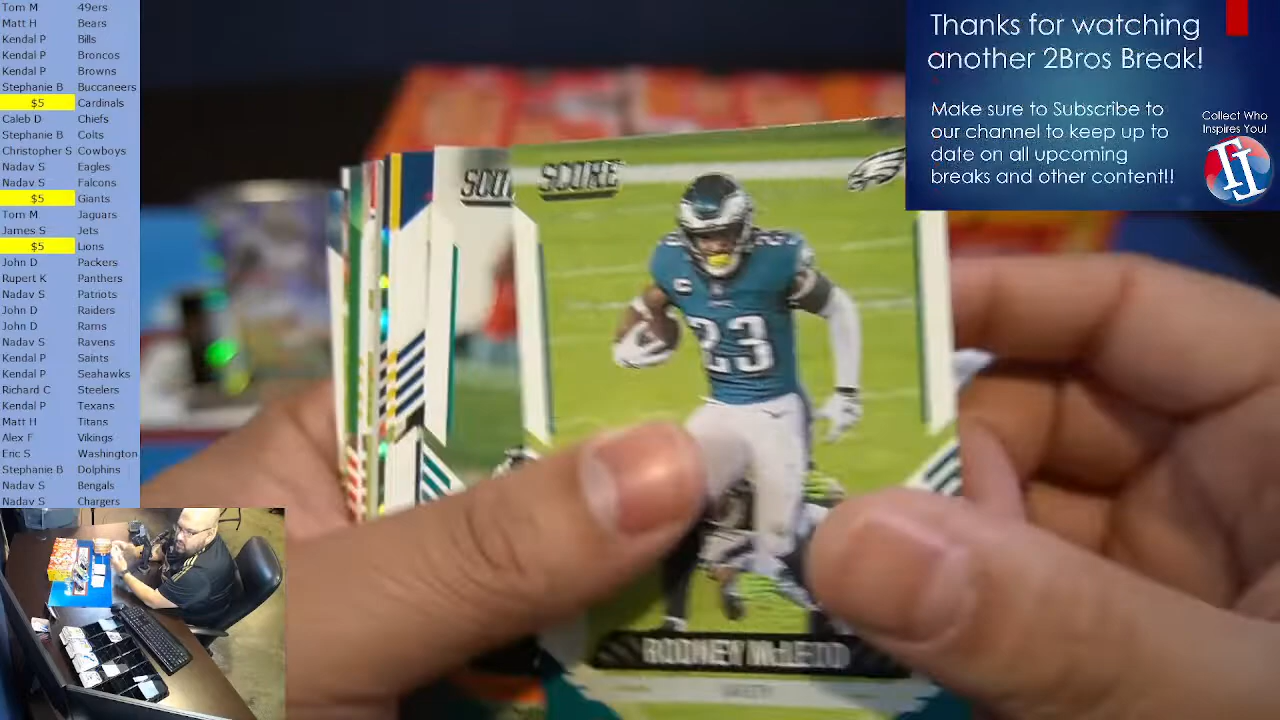 Tom M 49ers
Matt H Bears
Kendal P Bills
Kendal P Broncos
Kendal P Browns
Stephanie B Buccaneers
$5 Cardinals
Caleb D Chiefs
Stephanie B Colts
Christopher S Cowboys
Nadav S Eagles
Nadav S Falcons
$5 Giants
Tom M Jaguars
James S Jets
$5 Lions
John D Packers
Rupert K Panthers
Nadav S Patriots
John D Raiders
John D Rams
Nadav S Ravens
Kendal P Saints
Kendal P Seahawks
Richard C Steelers
Kendal P Texans
Matt H Titans
Alex F Vikings
Eric S Washington
Stephanie B Dolphins
Nadav S Bengals
Nadav S Chargers
Thanks for watching
another 2Bros Break!
Make sure to Subscribe to
our channel to keep up to
date on all upcoming
breaks and other content!!
Collect Who
Inspires You!
SCORE
23
RODNEY McLEOD
SAFETY